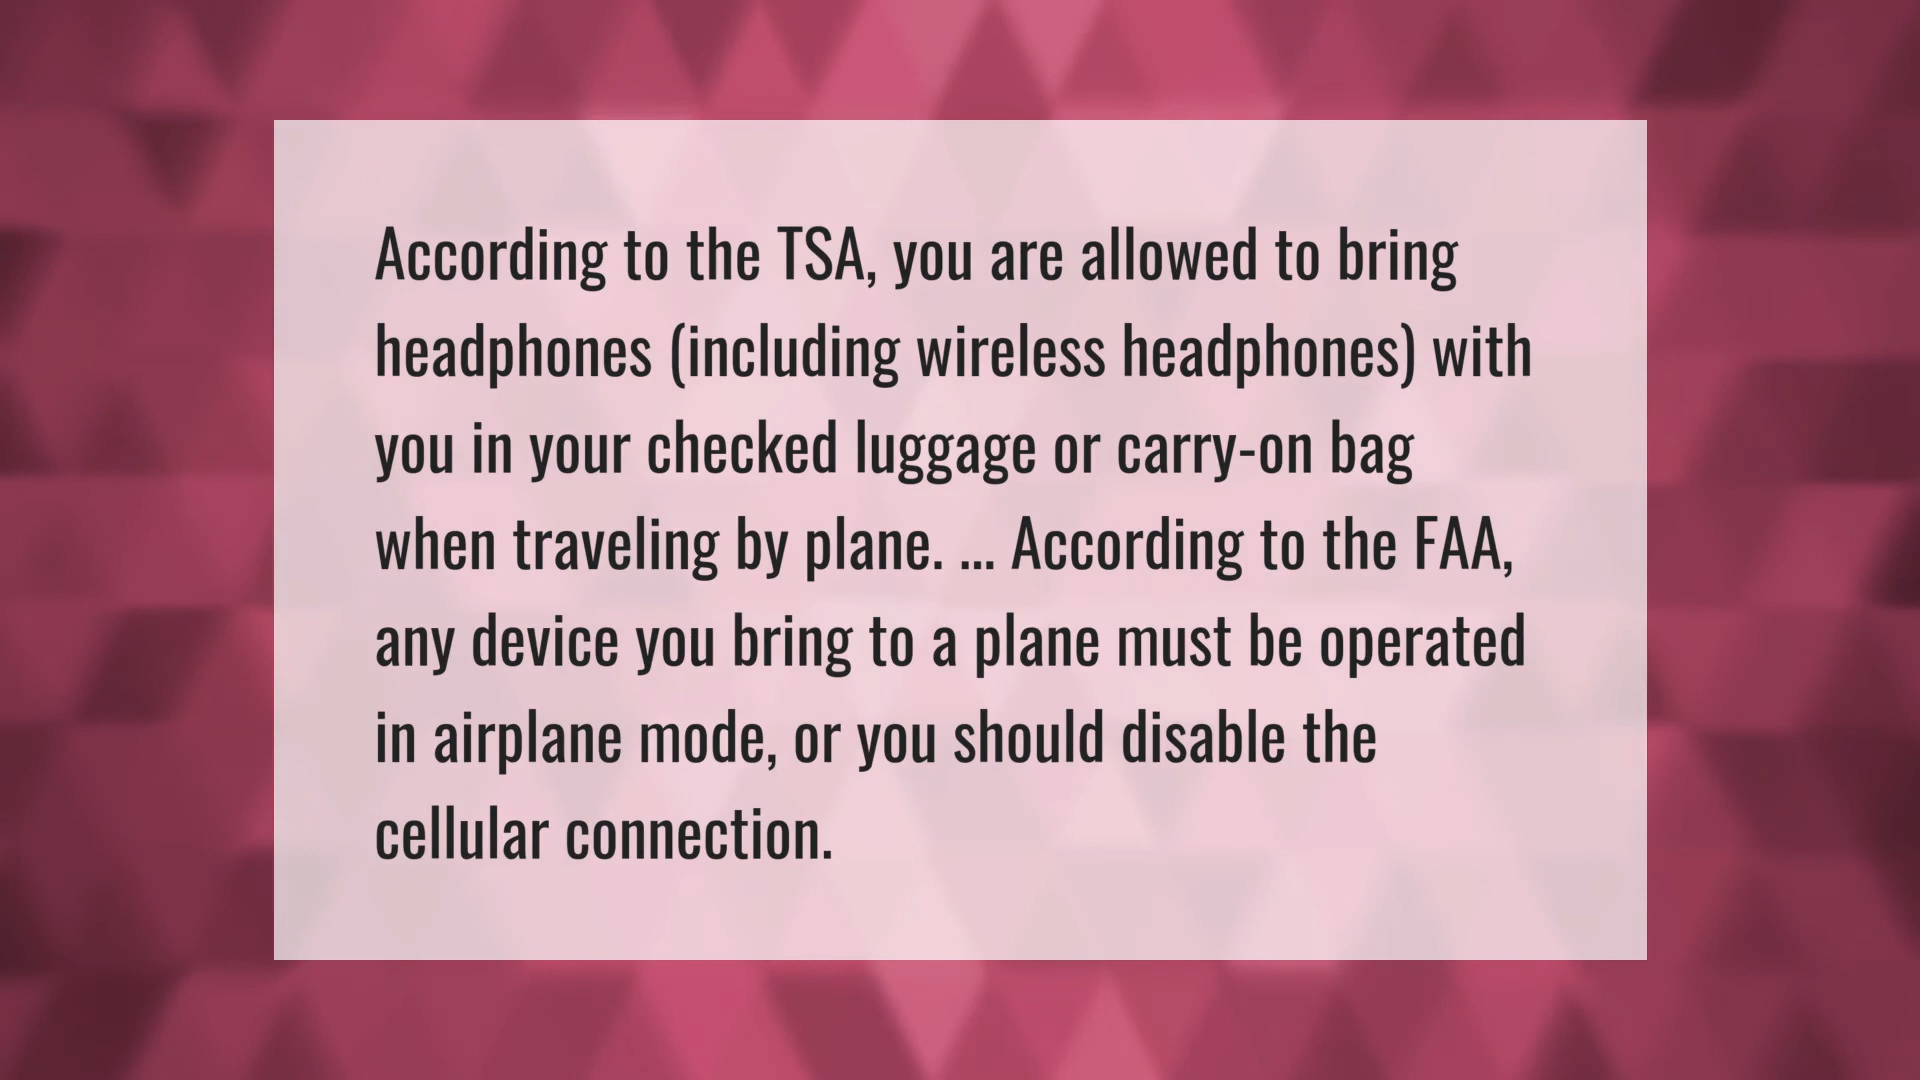 According to the TSA, you are allowed to bring
headphones (including wireless headphones) with
you in your checked luggage or carry-on bag
when traveling by plane. ... According to the FAA,
any device you bring to a plane must be operated
in airplane mode, or you should disable the
cellular connection.